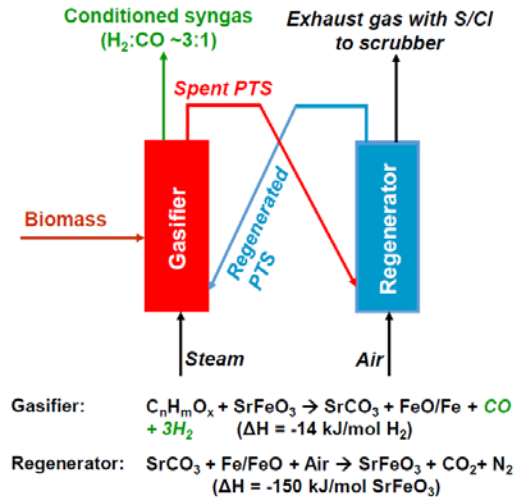 Conditioned syngas
(H₂:CO ~3:1)
Exhaust gas with S/Cl
to scrubber
Spent PTS
Biomass
Gasifier
Regenerated
PTS
Regenerator
Steam
Air
Gasifier: CₙHₘOₓ + SrFeO₃ → SrCO₃ + FeO/Fe + CO
+ 3H₂ (ΔH = -14 kJ/mol H₂)
Regenerator: SrCO₃ + Fe/FeO + Air → SrFeO₃ + CO₂+ N₂
(ΔH = -150 kJ/mol SrFeO₃)